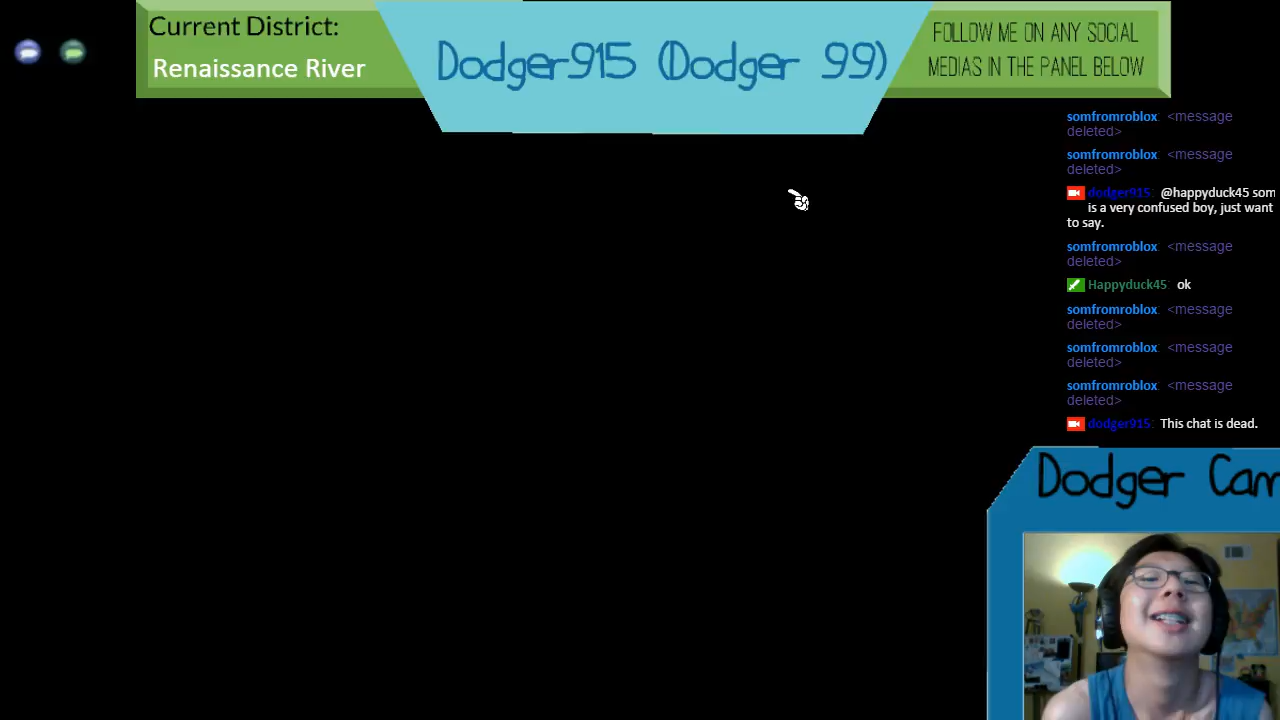 Current District:
Renaissance River
Dodger915 (Dodger 99)
FOLLOW ME ON ANY SOCIAL
MEDIAS IN THE PANEL BELOW
somfromroblox: <message
deleted>
somfromroblox: <message
deleted>
dodger915: @happyduck45 som
is a very confused boy, just want
to say.
somfromroblox: <message
deleted>
Happyduck45: ok
somfromroblox: <message
deleted>
somfromroblox: <message
deleted>
somfromroblox: <message
deleted>
dodger915: This chat is dead.
Dodger Cam